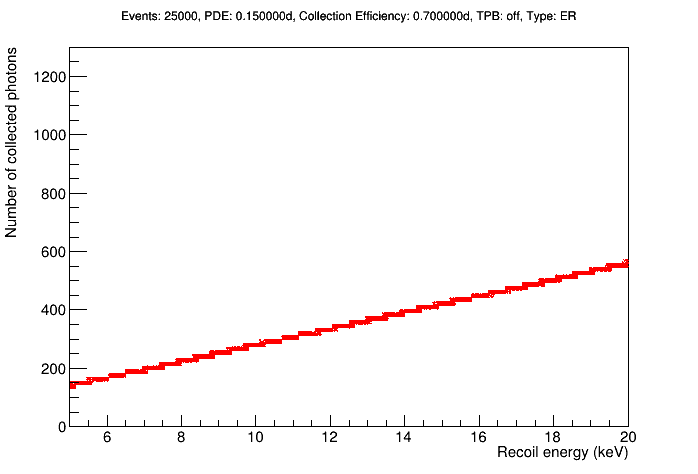 Events: 25000, PDE: 0.150000d, Collection Efficiency: 0.700000d, TPB: off, Type: ER
Number of collected photons
1200
1000
800
600
400
200
0
6 8 10 12 14 16 18 20
Recoil energy (keV)